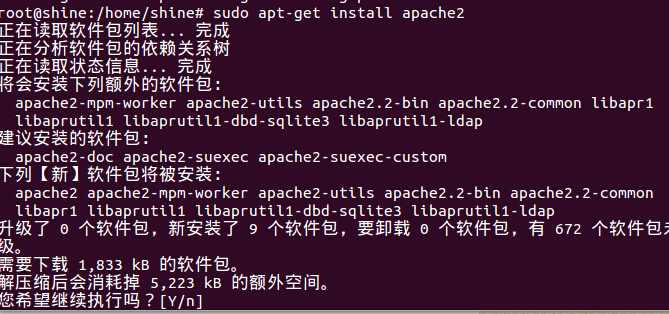 root@shine:/home/shine# sudo apt-get install apache2
正在读取软件包列表... 完成
正在分析软件包的依赖关系树
正在读取状态信息... 完成
将会安装下列额外的软件包:
apache2-mpm-worker apache2-utils apache2.2-bin apache2.2-common libapr1
libaprutil1 libaprutil1-dbd-sqlite3 libaprutil1-ldap
建议安装的软件包:
apache2-doc apache2-suexec apache2-suexec-custom
下列【新】软件包将被安装:
apache2 apache2-mpm-worker apache2-utils apache2.2-bin apache2.2-common
libapr1 libaprutil1 libaprutil1-dbd-sqlite3 libaprutil1-ldap
升级了 0 个软件包，新安装了 9 个软件包，要卸载 0 个软件包，有 672 个软件包未
级。
需要下载 1,833 kB 的软件包。
解压缩后会消耗掉 5,223 kB 的额外空间。
您希望继续执行吗？[Y/n]